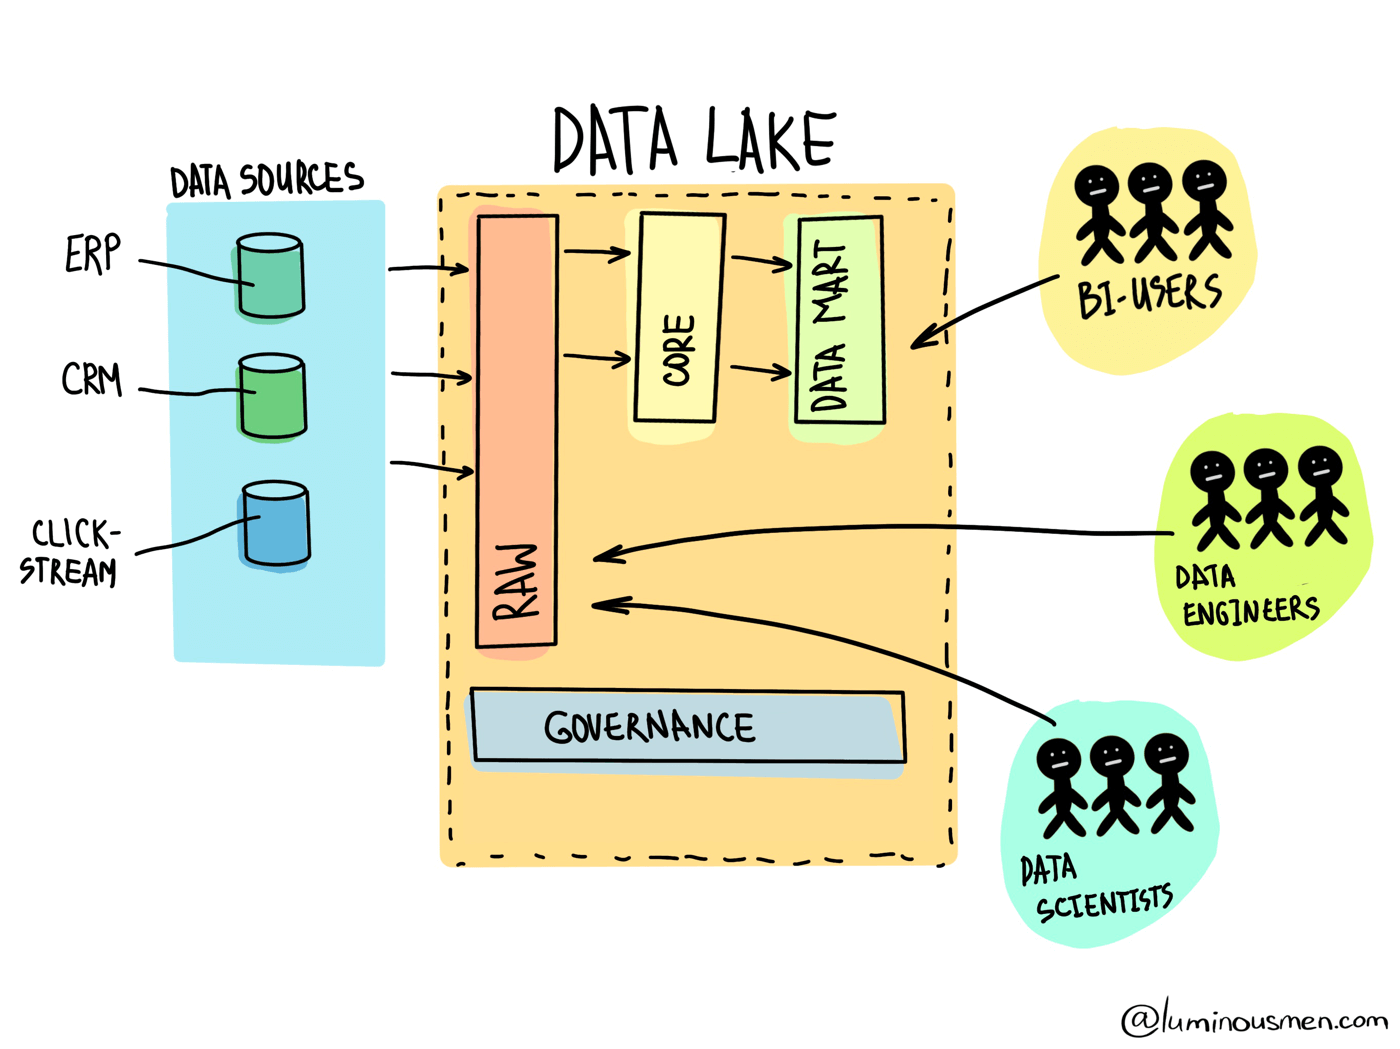 DATA LAKE
DATA SOURCES
ERP
CRM
CLICK-
STREAM
RAW
CORE
DATA MART
GOVERNANCE
BI-USERS
DATA
ENGINEERS
DATA
SCIENTISTS
@luminousmen.com